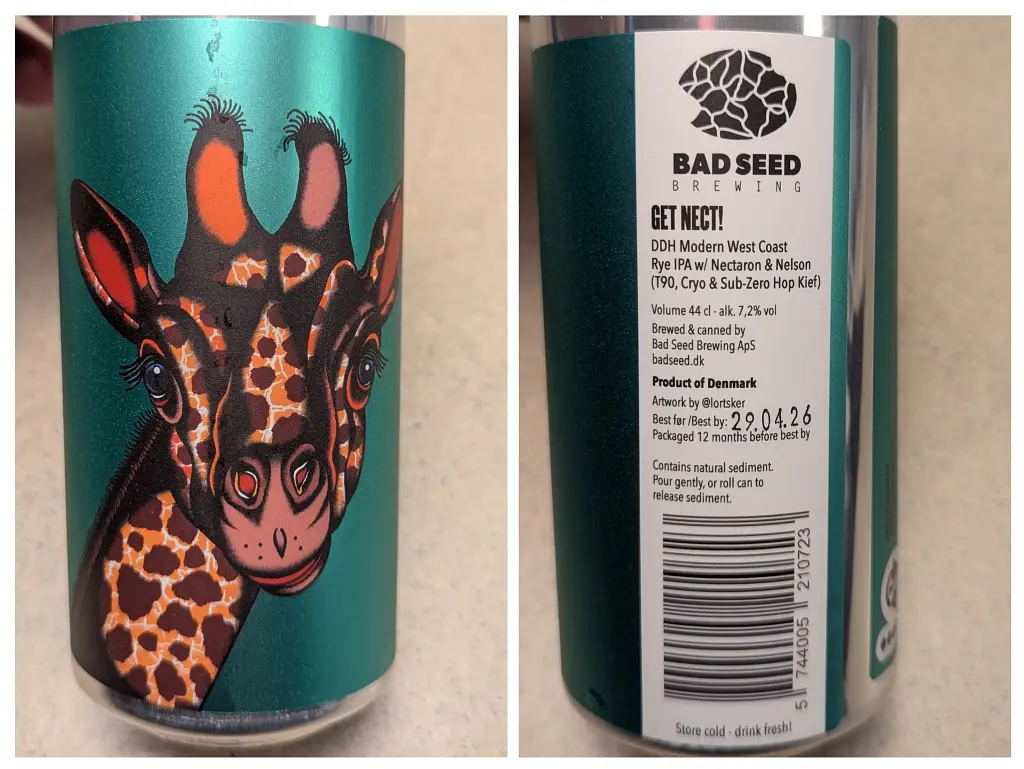 BAD SEED
BREWING
GET NECT!
DDH Modern West Coast
Rye IPA w/ Nectaron & Nelson
(T90, Cryo & Sub-Zero Hop Kief)
Volume 44 cl - alk. 7,2% vol
Brewed & canned by
Bad Seed Brewing ApS
badseed.dk
Product of Denmark
Artwork by @lortsker
Best før /Best by: 29.04.26
Packaged 12 months before best by
Contains natural sediment.
Pour gently, or roll can to
release sediment.
5 744005 210723
Store cold - drink fresh!